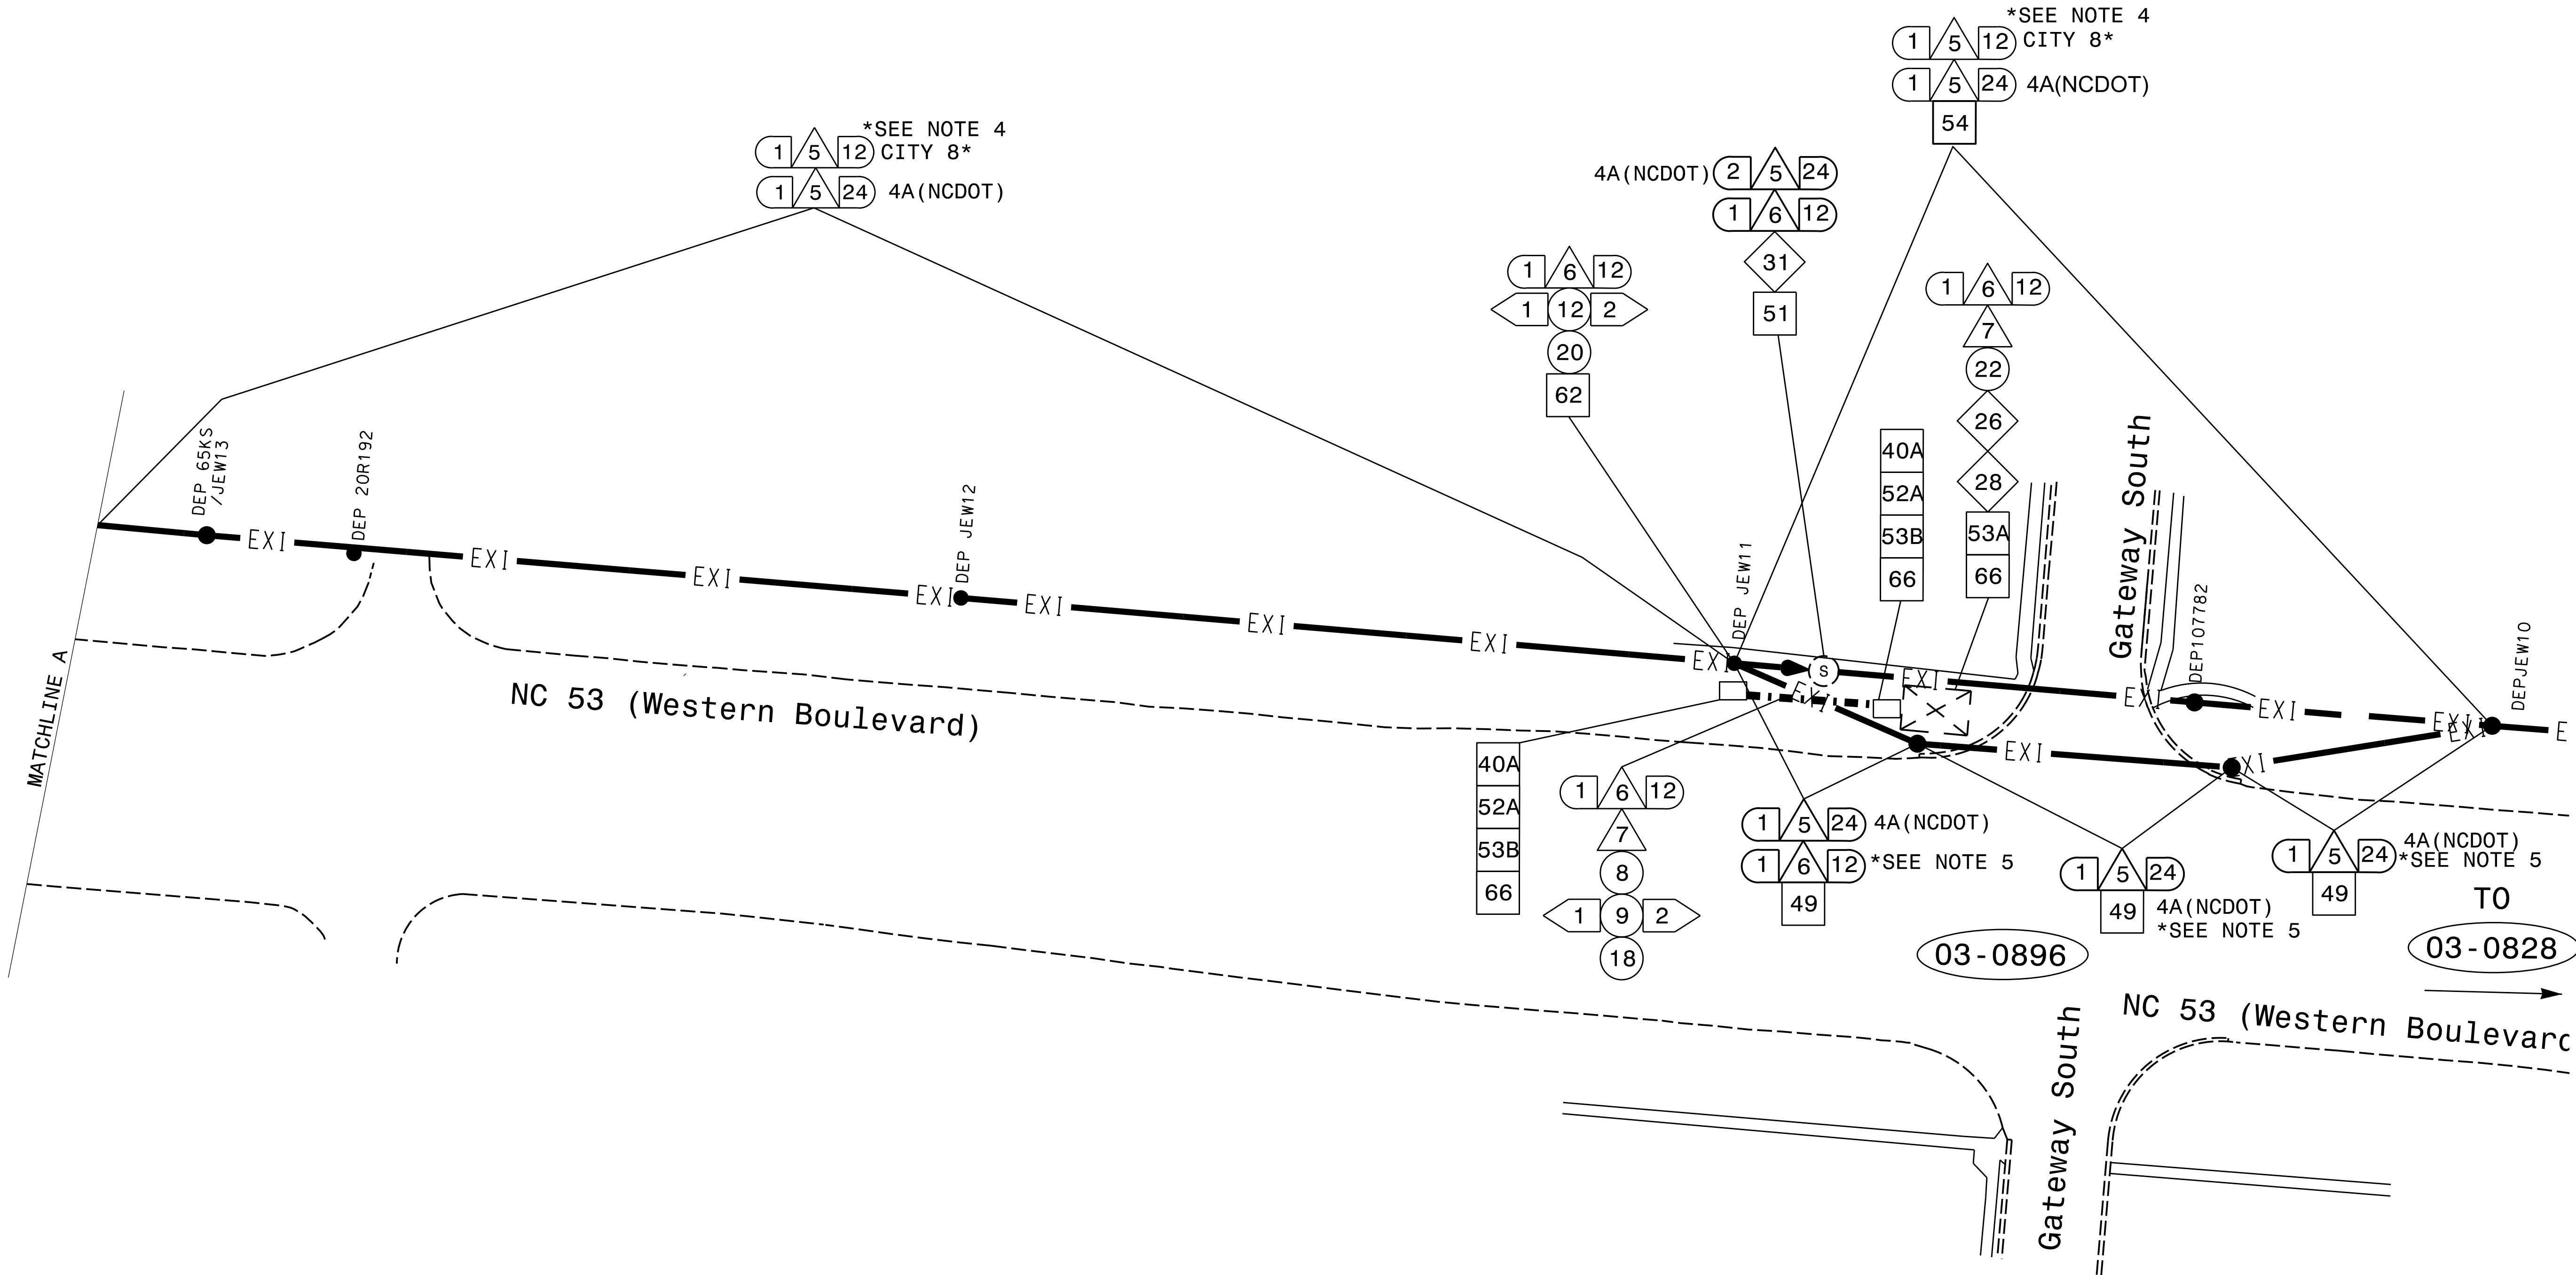 *SEE NOTE 4
1 5 12 CITY 8*
1 5 24 4A(NCDOT)
54
*SEE NOTE 4
1 5 12 CITY 8*
1 5 24 4A(NCDOT)
4A(NCDOT) 2 5 24
1 6 12
31
51
1 6 12
1 12 2
20
62
1 6 12
7
22
26
28
53A
66
40A
52A
53B
66
Gateway South
DEP 65KS
/JEW13
DEP 20R192
DEP JEW12
DEP JEW11
DEP107782
DEPJEW10
EXI EXI EXI EXI EXI EXI EXI EXI EXI EXI EXI EXI E
S
EXI EXI EXI EXI
MATCHLINE A
NC 53 (Western Boulevard)
40A
52A
53B
66
1 6 12
7
8
1 9 2
18
1 5 24 4A(NCDOT)
1 6 12 *SEE NOTE 5
49
1 5 24
49 4A(NCDOT)
*SEE NOTE 5
4A(NCDOT)
1 5 24 *SEE NOTE 5
49
TO
03-0896
03-0828
NC 53 (Western Boulevard
Gateway South